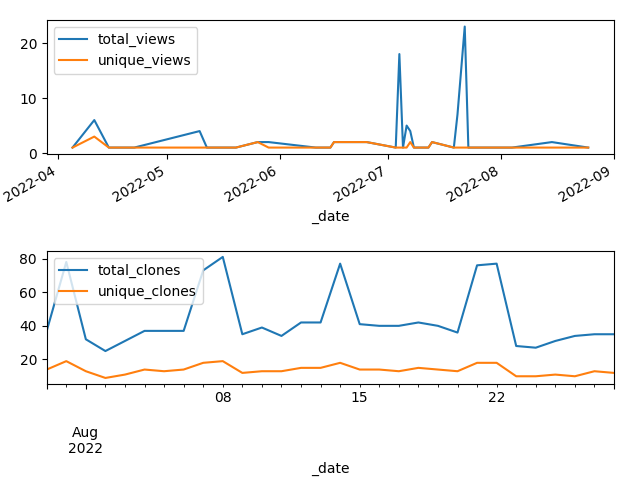 20
10
0
total_views
unique_views
2022-04
2022-05
2022-06
2022-07
2022-08
2022-09
_date
80
60
40
20
total_clones
unique_clones
08
15
22
Aug
2022
_date